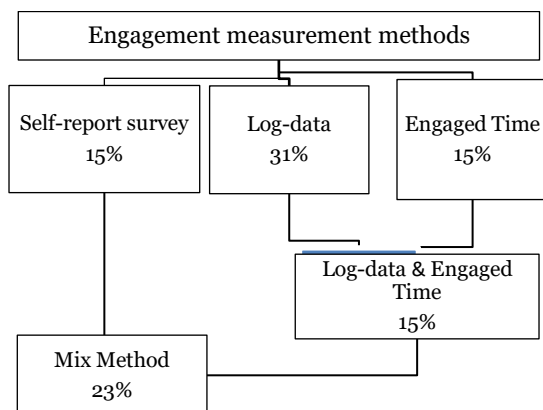 Engagement measurement methods
Self-report survey
15%
Log-data
31%
Engaged Time
15%
Log-data & Engaged
Time
15%
Mix Method
23%